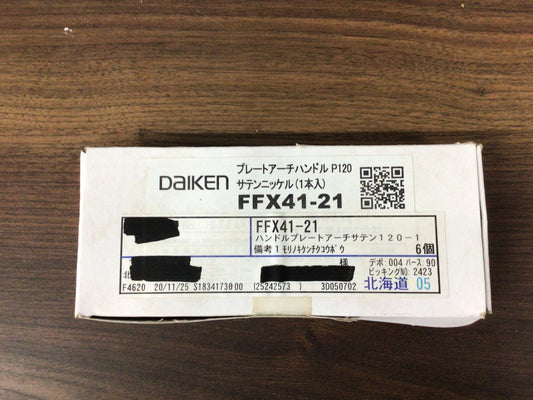 プレートアーチハンドル P120
DAIKEN サテンニッケル(1本入)
FFX41-21
FFX41-21
ハンドルプレートアーチサテン120-1
備考1 モリノキケンチクコウボウ 6個
デポ:004 バース:90
北 様 ピッキングNO: 2423
F4620 20/11/25 S18341730 00 (25242573 ) 3D050702 北海道 05